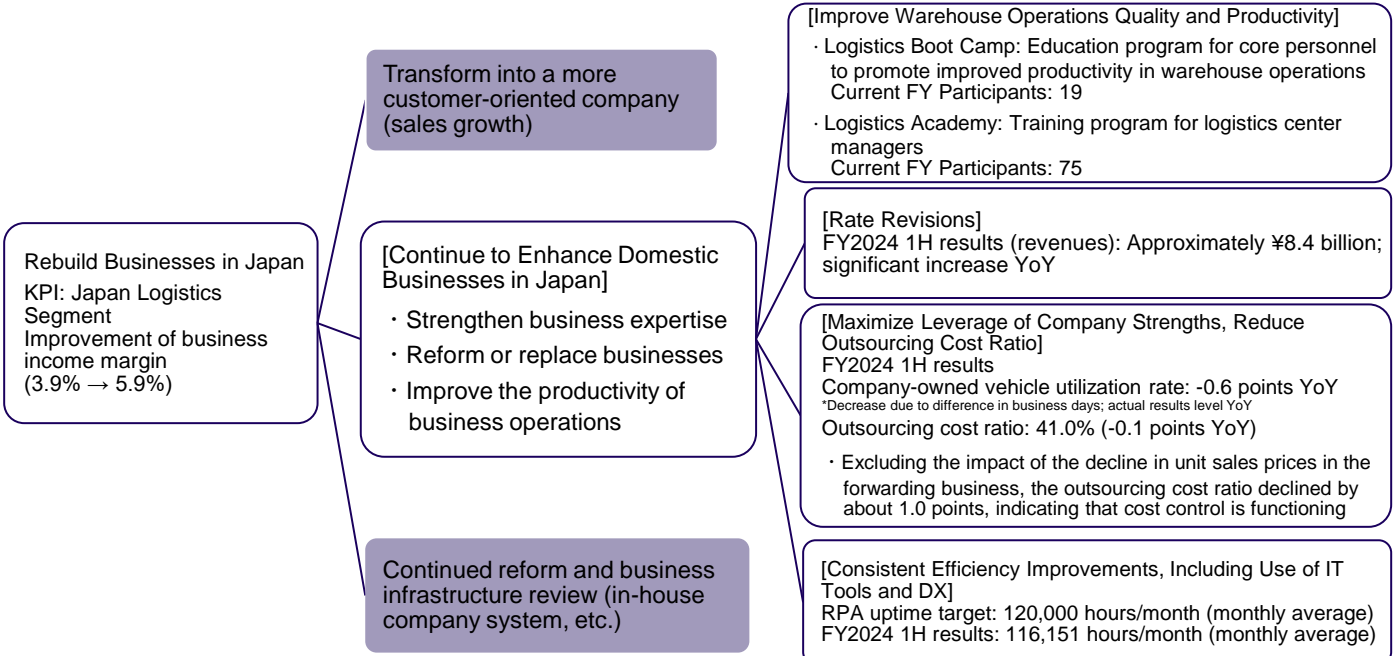 Rebuild Businesses in Japan
KPI: Japan Logistics
Segment
Improvement of business
income margin
(3.9% → 5.9%)
Transform into a more
customer-oriented company
(sales growth)
[Continue to Enhance Domestic
Businesses in Japan]
・Strengthen business expertise
・Reform or replace businesses
・Improve the productivity of
business operations
Continued reform and business
infrastructure review (in-house
company system, etc.)
[Improve Warehouse Operations Quality and Productivity]
・Logistics Boot Camp: Education program for core personnel
to promote improved productivity in warehouse operations
Current FY Participants: 19
・Logistics Academy: Training program for logistics center
managers
Current FY Participants: 75
[Rate Revisions]
FY2024 1H results (revenues): Approximately ¥8.4 billion;
significant increase YoY
[Maximize Leverage of Company Strengths, Reduce
Outsourcing Cost Ratio]
FY2024 1H results
Company-owned vehicle utilization rate: -0.6 points YoY
*Decrease due to difference in business days; actual results level YoY
Outsourcing cost ratio: 41.0% (-0.1 points YoY)
・Excluding the impact of the decline in unit sales prices in the
forwarding business, the outsourcing cost ratio declined by
about 1.0 points, indicating that cost control is functioning
[Consistent Efficiency Improvements, Including Use of IT
Tools and DX]
RPA uptime target: 120,000 hours/month (monthly average)
FY2024 1H results: 116,151 hours/month (monthly average)